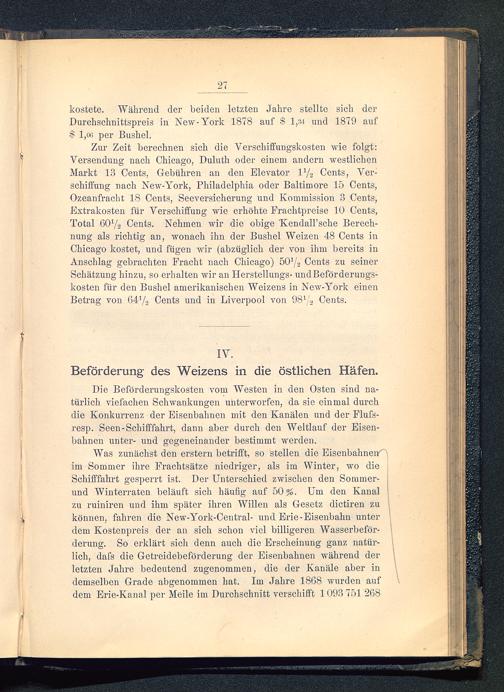 27
kostete. Während der beiden letzten Jahre stellte sich der
Durchschnittspreis in New-York 1878 auf $ 1,34 und 1879 auf
$ 1,06 per Bushel.
Zur Zeit berechnen sich die Verschiffungskosten wie folgt:
Versendung nach Chicago, Duluth oder einem andern westlichen
Markt 13 Cents, Gebühren an den Elevator 1½ Cents, Ver-
schiffung nach New-York, Philadelphia oder Baltimore 15 Cents,
Ozeanfracht 18 Cents, Seeversicherung und Kommission 3 Cents,
Extrakosten für Verschiffung wie erhöhte Frachtpreise 10 Cents,
Total 60½ Cents. Nehmen wir die obige Kendall'sche Berech-
nung als richtig an, wonach ihn der Bushel Weizen 48 Cents in
Chicago kostet, und fügen wir (abzüglich der von ihm bereits in
Anschlag gebrachten Fracht nach Chicago) 50½ Cents zu seiner
Schätzung hinzu, so erhalten wir an Herstellungs- und Beförderungs-
kosten für den Bushel amerikanischen Weizens in New-York einen
Betrag von 64½ Cents und in Liverpool von 98½ Cents.
IV.
Beförderung des Weizens in die östlichen Häfen.
Die Beförderungskosten vom Westen in den Osten sind na-
türlich viefachen Schwankungen unterworfen, da sie einmal durch
die Konkurrenz der Eisenbahnen mit den Kanälen und der Fluſs-
resp. Seen-Schifffahrt, dann aber durch den Weltlauf der Eisen-
bahnen unter- und gegeneinander bestimmt werden.
Was zunächst den erstern betrifft, so stellen die Eisenbahnen
im Sommer ihre Frachtsätze niedriger, als im Winter, wo die
Schifffahrt gesperrt ist. Der Unterschied zwischen den Sommer-
und Winterraten beläuft sich häufig auf 50 %. Um den Kanal
zu ruiniren und ihm später ihren Willen als Gesetz dictiren zu
können, fahren die New-York-Central- und Erie-Eisenbahn unter
dem Kostenpreis der an sich schon viel billigeren Wasserbeför-
derung. So erklärt sich denn auch die Erscheinung ganz natür-
lich, daſs die Getreidebeförderung der Eisenbahnen während der
letzten Jahre bedeutend zugenommen, die der Kanäle aber in
demselben Grade abgenommen hat. Im Jahre 1868 wurden auf
dem Erie-Kanal per Meile im Durchschnitt verschifft 1 093 751 268